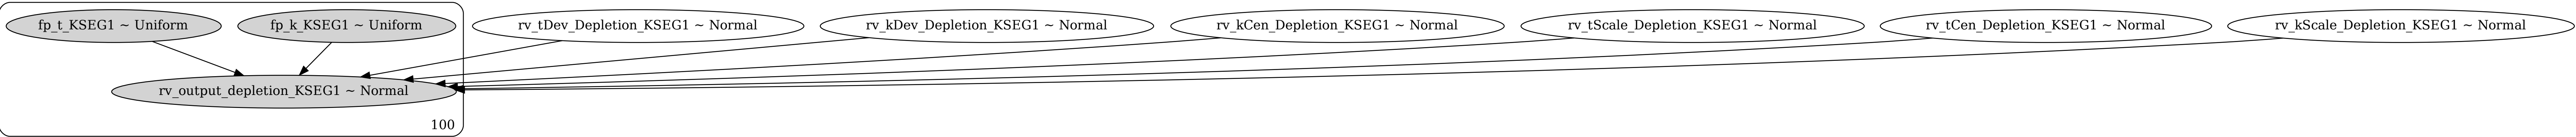 fp_t_KSEG1 ~ Uniform
fp_k_KSEG1 ~ Uniform
rv_tDev_Depletion_KSEG1 ~ Normal
rv_kDev_Depletion_KSEG1 ~ Normal
rv_kCen_Depletion_KSEG1 ~ Normal
rv_tScale_Depletion_KSEG1 ~ Normal
rv_tCen_Depletion_KSEG1 ~ Normal
rv_kScale_Depletion_KSEG1 ~ Normal
rv_output_depletion_KSEG1 ~ Normal
100